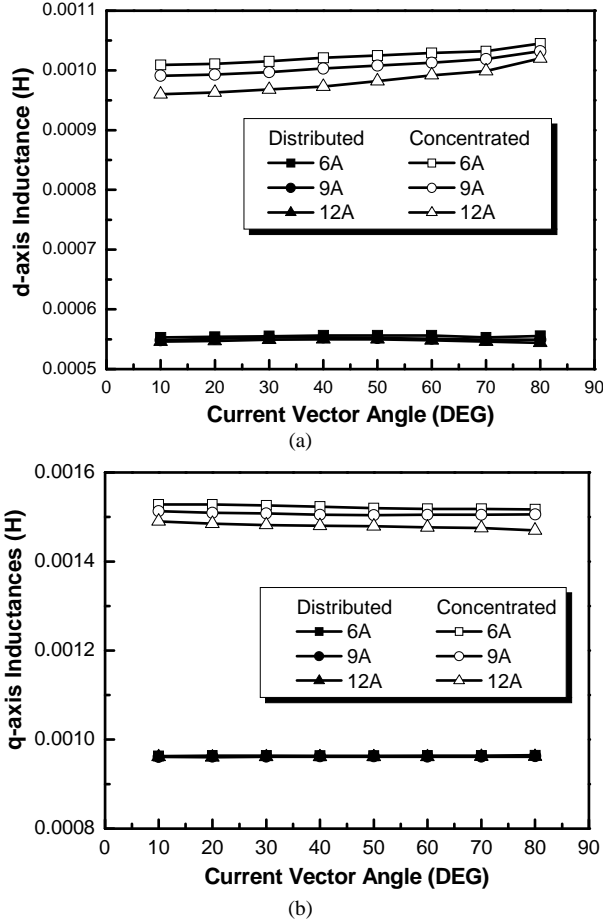 0.0011
0.0010
0.0009
0.0008
0.0007
0.0006
0.0005
d-axis Inductance (H)
Distributed Concentrated
6A 6A
9A 9A
12A 12A
0 10 20 30 40 50 60 70 80 90
Current Vector Angle (DEG)
(a)
0.0016
0.0014
0.0012
0.0010
0.0008
q-axis Inductances (H)
Distributed Concentrated
6A 6A
9A 9A
12A 12A
10 20 30 40 50 60 70 80
Current Vector Angle (DEG)
(b)